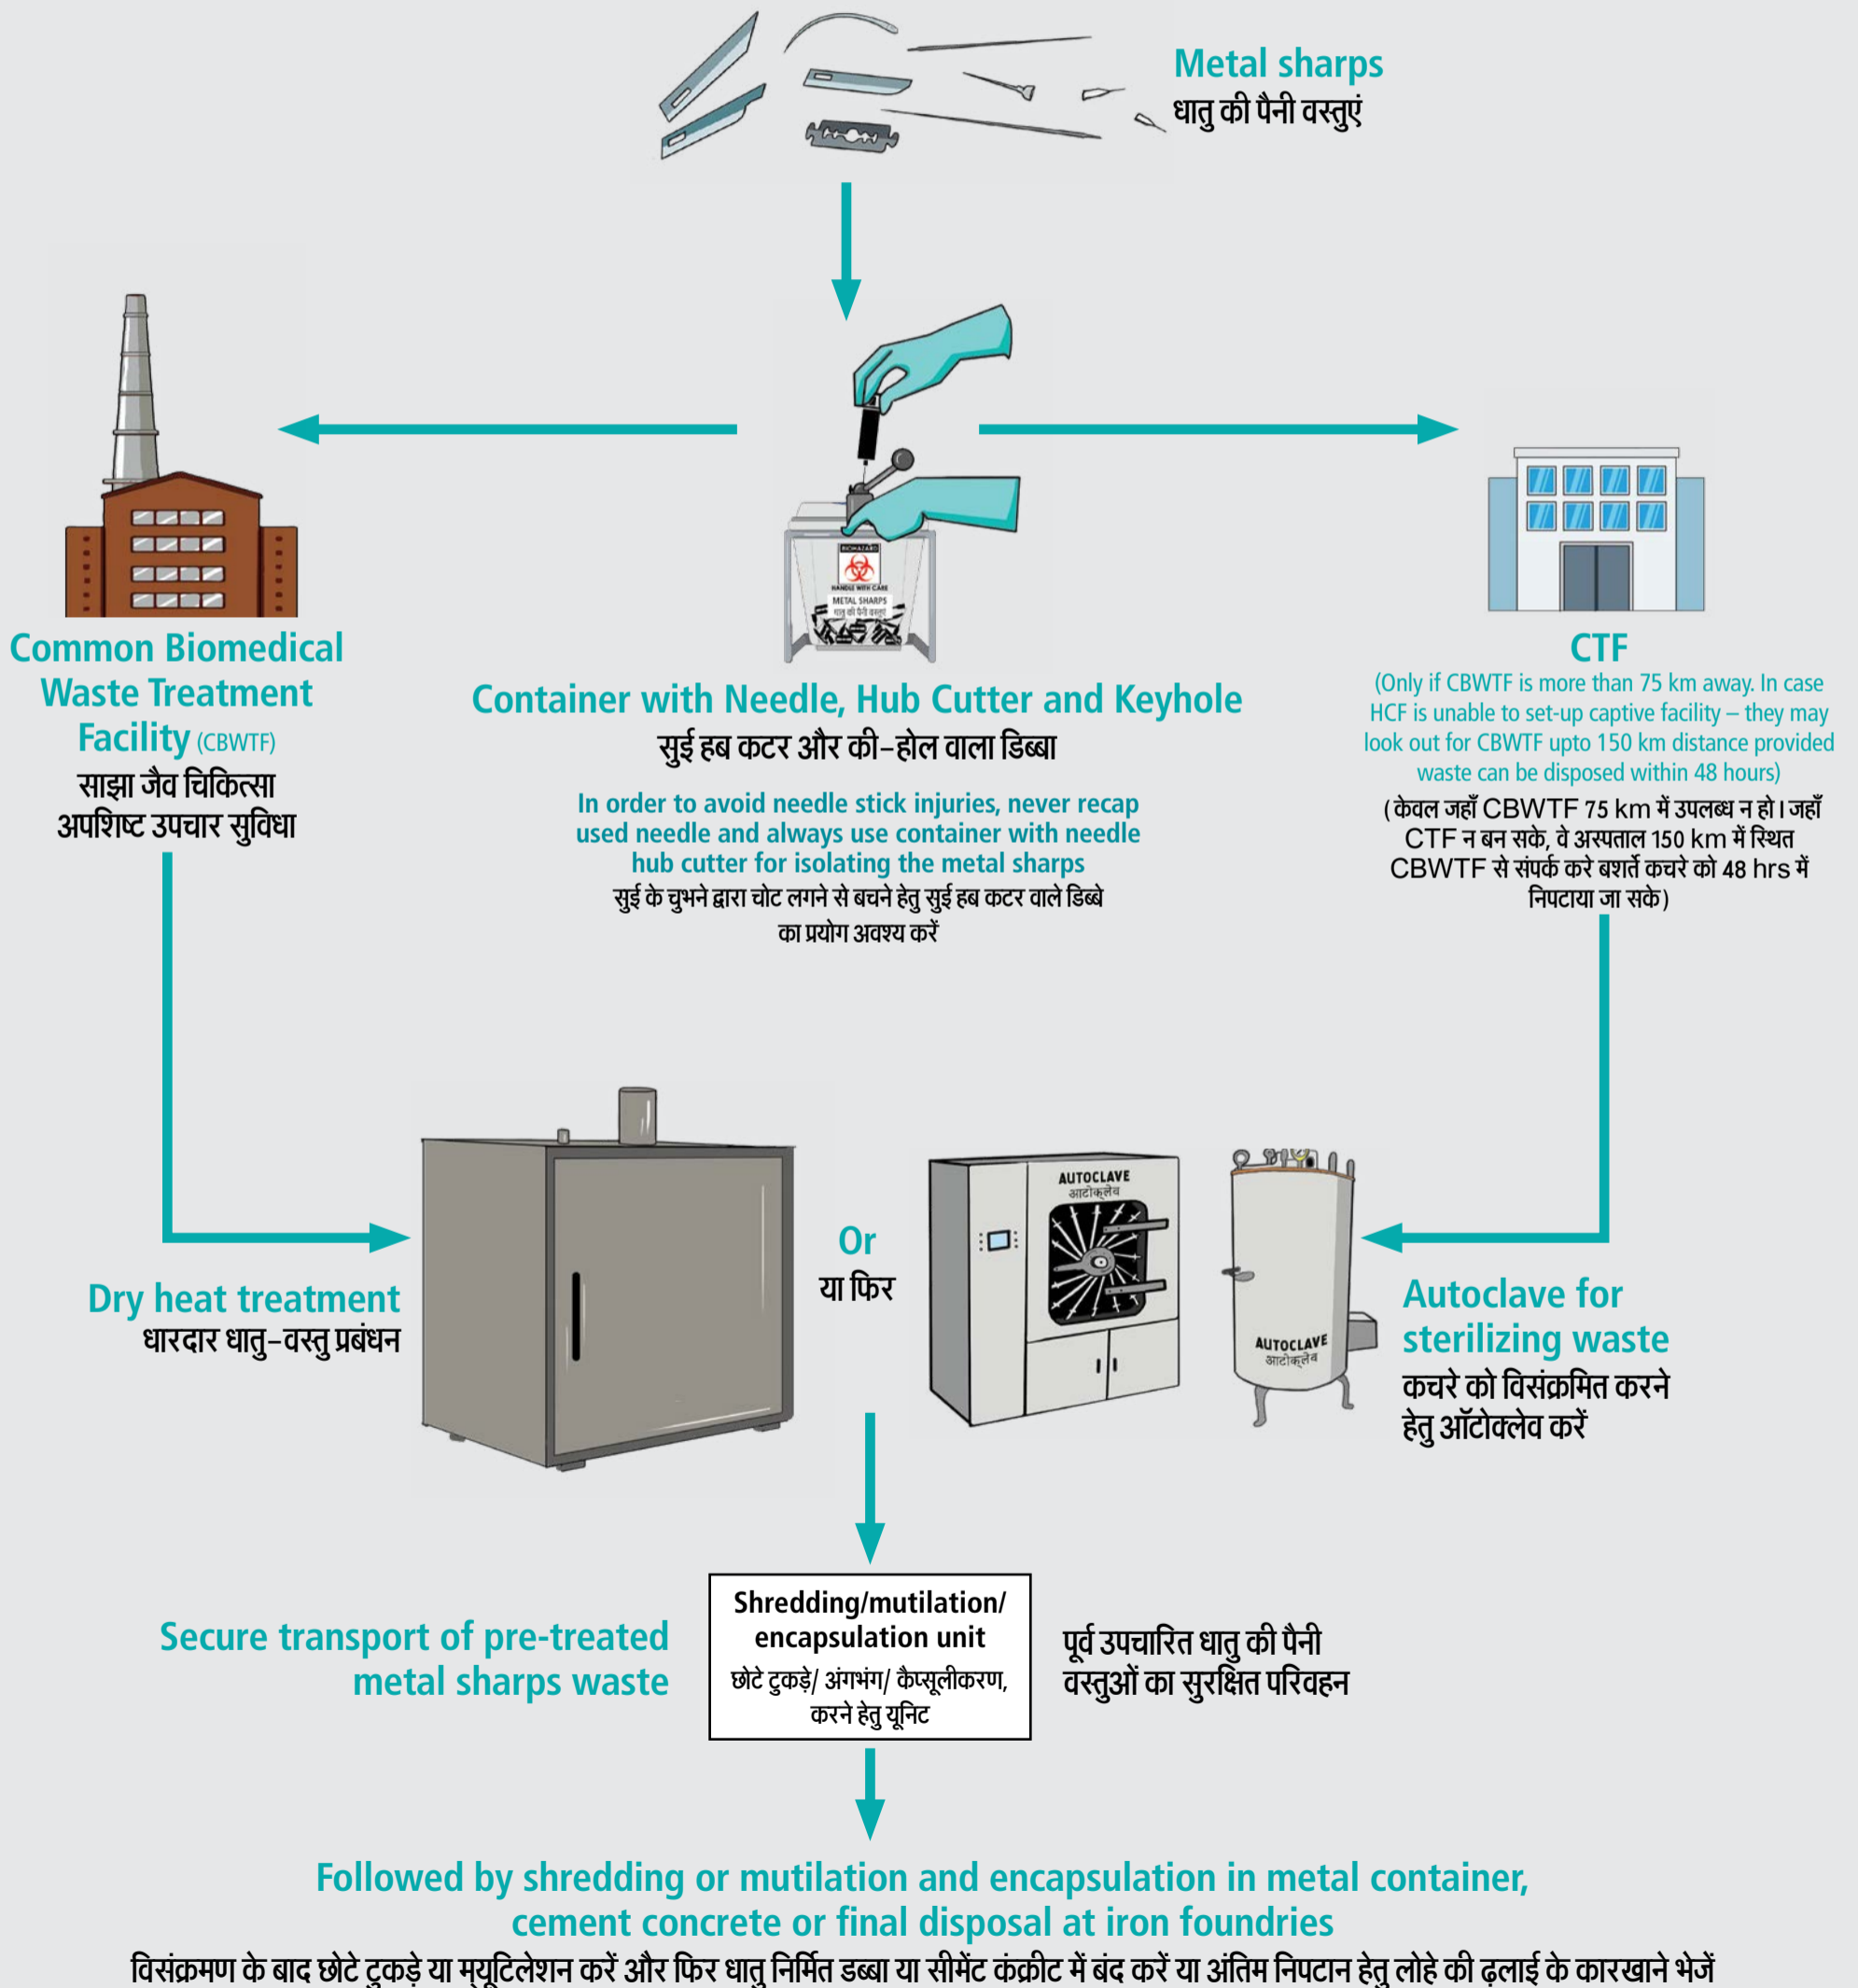 Metal sharps
धातु की पैनी वस्तुएं
BIOHAZARD
HANDLE WITH CARE
METAL SHARPS
धातु की पैनी वस्तुएं
Common Biomedical
Waste Treatment
Facility (CBWTF)
साझा जैव चिकित्सा
अपशिष्ट उपचार सुविधा
Container with Needle, Hub Cutter and Keyhole
सुई हब कटर और की-होल वाला डिब्बा
In order to avoid needle stick injuries, never recap
used needle and always use container with needle
hub cutter for isolating the metal sharps
सुई के चुभने द्वारा चोट लगने से बचने हेतु सुई हब कटर वाले डिब्बे
का प्रयोग अवश्य करें
CTF
(Only if CBWTF is more than 75 km away. In case
HCF is unable to set-up captive facility – they may
look out for CBWTF upto 150 km distance provided
waste can be disposed within 48 hours)
(केवल जहाँ CBWTF 75 km में उपलब्ध न हो। जहाँ
CTF न बन सके, वे अस्पताल 150 km में स्थित
CBWTF से संपर्क करे बशर्ते कचरे को 48 hrs में
निपटाया जा सके)
Dry heat treatment
धारदार धातु-वस्तु प्रबंधन
Or
या फिर
AUTOCLAVE
आटोक्लेव
AUTOCLAVE
आटोक्लेव
Autoclave for
sterilizing waste
कचरे को विसंक्रमित करने
हेतु ऑटोक्लेव करें
Secure transport of pre-treated
metal sharps waste
Shredding/mutilation/
encapsulation unit
छोटे टुकड़े/ अंगभंग/ कैप्सूलीकरण,
करने हेतु यूनिट
पूर्व उपचारित धातु की पैनी
वस्तुओं का सुरक्षित परिवहन
Followed by shredding or mutilation and encapsulation in metal container,
cement concrete or final disposal at iron foundries
विसंक्रमण के बाद छोटे टुकड़े या म्यूटिलेशन करें और फिर धातु निर्मित डब्बा या सीमेंट कंक्रीट में बंद करें या अंतिम निपटान हेतु लोहे की ढ़लाई के कारखाने भेजें